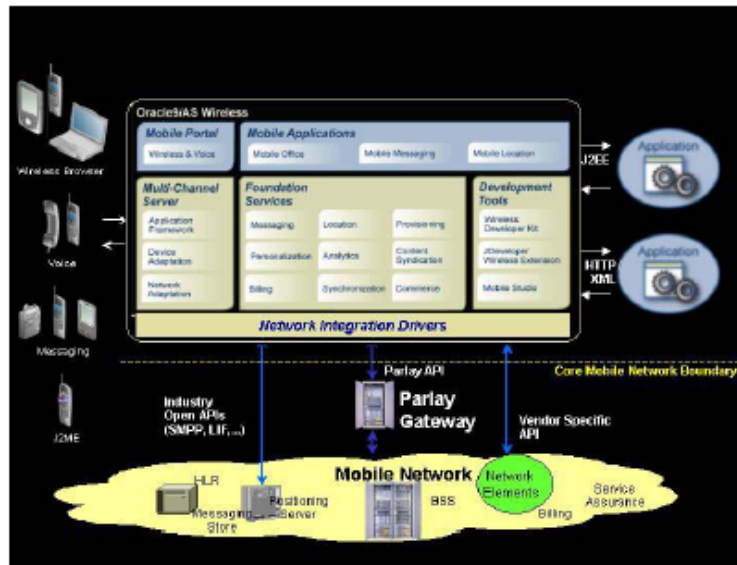 Oracle9iAS Wireless
Mobile Portal
Mobile Applications
Wireless & Voice
Mobile Office
Mobile Messaging
Mobile Location
Wireless Browser
Voice
Messaging
J2ME
Multi-Channel
Server
Application
Framework
Device
Adaptation
Network
Adaptation
Foundation
Services
Messaging
Location
Provisioning
Personalization
Analytics
Content
Syndication
Billing
Synchronization
Commerce
Development
Tools
Wireless
Developer Kit
JDeveloper
Wireless Extension
Mobile Studio
Network Integration Drivers
Application
J2EE
Application
HTTP
XML
Core Mobile Network Boundary
Industry
Open APIs
(SMPP, LIF, ...)
Parlay API
Parlay
Gateway
Vendor Specific
API
Mobile Network
HLR
Messaging
Store
Positioning
Server
BSS
Network
Elements
Billing
Service
Assurance